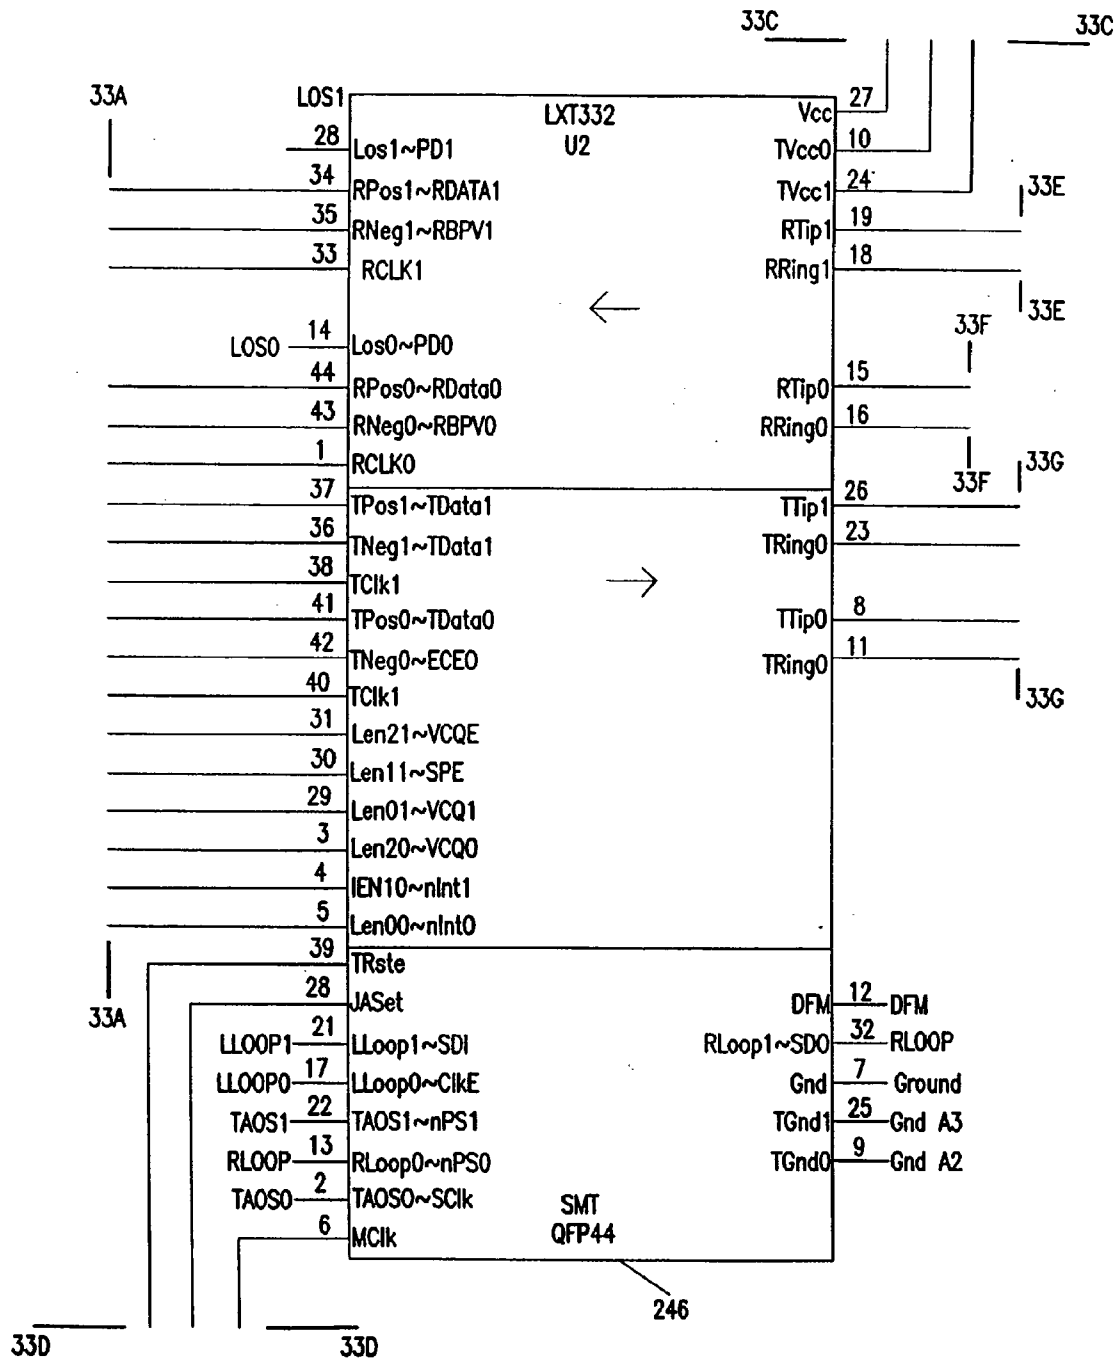 33C 33C
33A LOS1 LXT332 Vcc 27
U2
28 Los1~PD1 TVcc0 10
34 RPos1~RDATA1 TVcc1 24 33E
35 RNeg1~RBPV1 RTip1 19
33 RCLK1 RRing1 18
33E
LOS0 14 Los0~PD0 33F
44 RPos0~RData0 RTip0 15
43 RNeg0~RBPV0 RRing0 16
1 RCLK0 33F 33G
37 TPos1~TData1 TTip1 26
36 TNeg1~TData1 TRing0 23
38 TClk1
41 TPos0~TData0 TTip0 8
42 TNeg0~ECE0 TRing0 11
40 TClk1 33G
31 Len21~VCQE
30 Len11~SPE
29 Len01~VCQ1
3 Len20~VCQ0
4 IEN10~nInt1
5 Len00~nInt0
39 TRste
33A 28 JASet DFM 12 DFM
LLOOP1 21 LLoop1~SDI RLoop1~SDO 32 RLOOP
LLOOP0 17 LLoop0~ClkE Gnd 7 Ground
TAOS1 22 TAOS1~nPS1 TGnd1 25 Gnd A3
RLOOP 13 RLoop0~nPS0 TGnd0 9 Gnd A2
TAOS0 2 TAOS0~SClk SMT
6 MClk QFP44
246
33D 33D